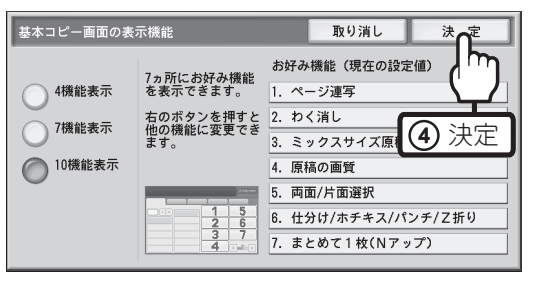 基本コピー画面の表示機能
取り消し
決 定
4機能表示
7機能表示
10機能表示
7ヵ所にお好み機能
を表示できます。
右のボタンを押すと
他の機能に変更でき
ます。
1 5
2 6
3 7
4
お好み機能（現在の設定値）
1. ページ連写
2. わく消し
3. ミックスサイズ原
4. 原稿の画質
5. 両面/片面選択
6. 仕分け/ホチキス/パンチ/Z折り
7. まとめて1枚(Nアップ)
④ 決定